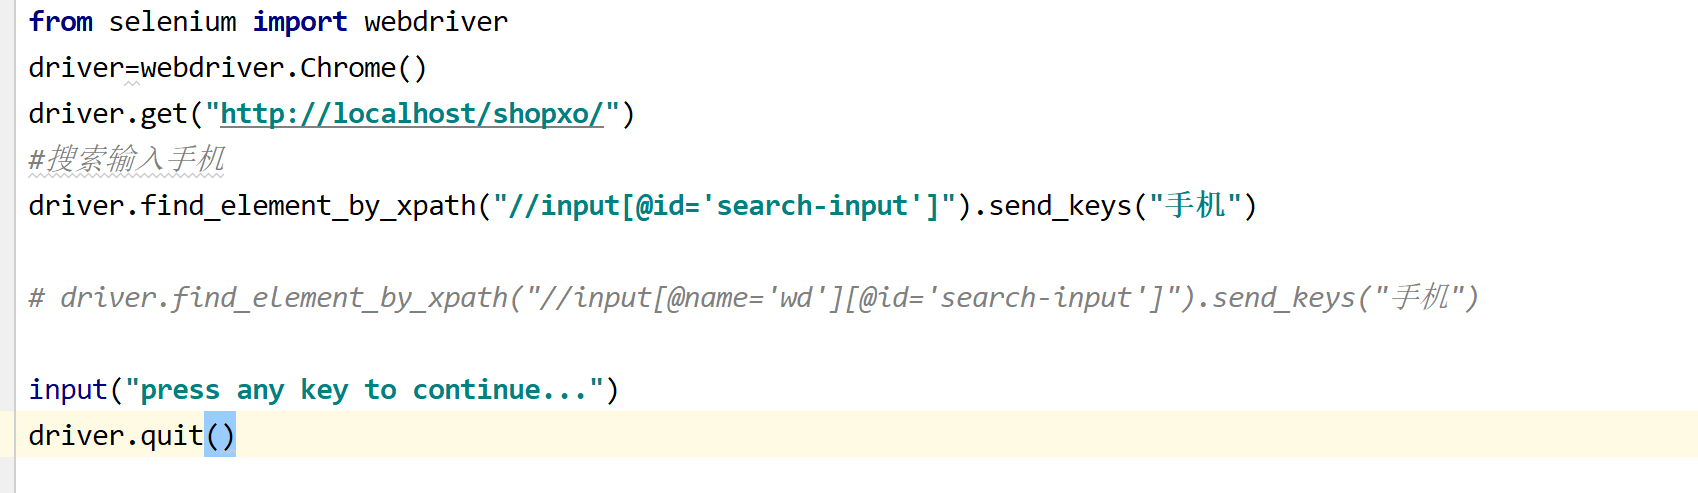 from selenium import webdriver
driver=webdriver.Chrome()
driver.get("http://localhost/shopxo/")
#搜索输入手机
driver.find_element_by_xpath("//input[@id='search-input']").send_keys("手机")
# driver.find_element_by_xpath("//input[@name='wd'][@id='search-input']").send_keys("手机")
input("press any key to continue...")
driver.quit()